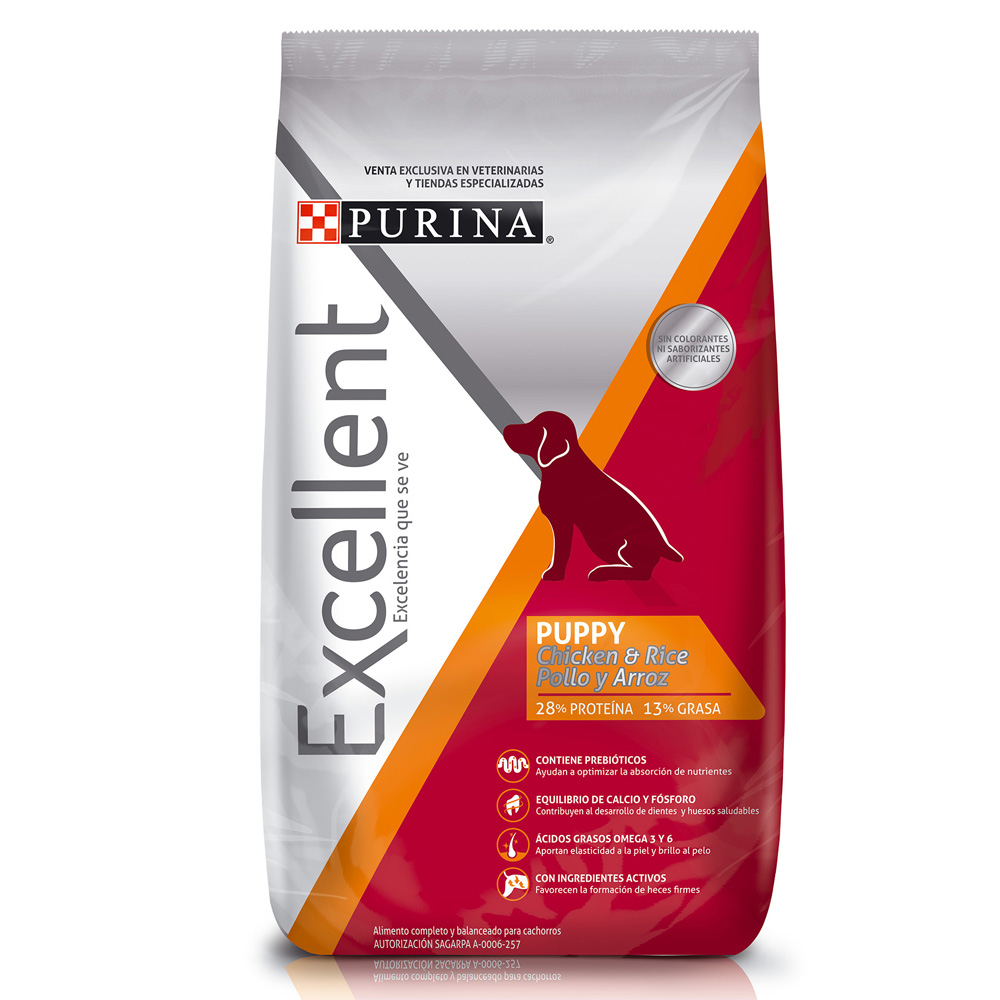 VENTA EXCLUSIVA EN VETERINARIAS
Y TIENDAS ESPECIALIZADAS
PURINA®
Excellent
Excelencia que se ve
SIN COLORANTES
NI SABORIZANTES
ARTIFICIALES
PUPPY
Chicken & Rice
Pollo y Arroz
28% PROTEÍNA 13% GRASA
CONTIENE PREBIÓTICOS
Ayudan a optimizar la absorción de nutrientes
EQUILIBRIO DE CALCIO Y FÓSFORO
Contribuyen al desarrollo de dientes y huesos saludables
ÁCIDOS GRASOS OMEGA 3 Y 6
Aportan elasticidad a la piel y brillo al pelo
CON INGREDIENTES ACTIVOS
Favorecen la formación de heces firmes
Alimento completo y balanceado para cachorros
AUTORIZACIÓN SAGARPA A-0006-257